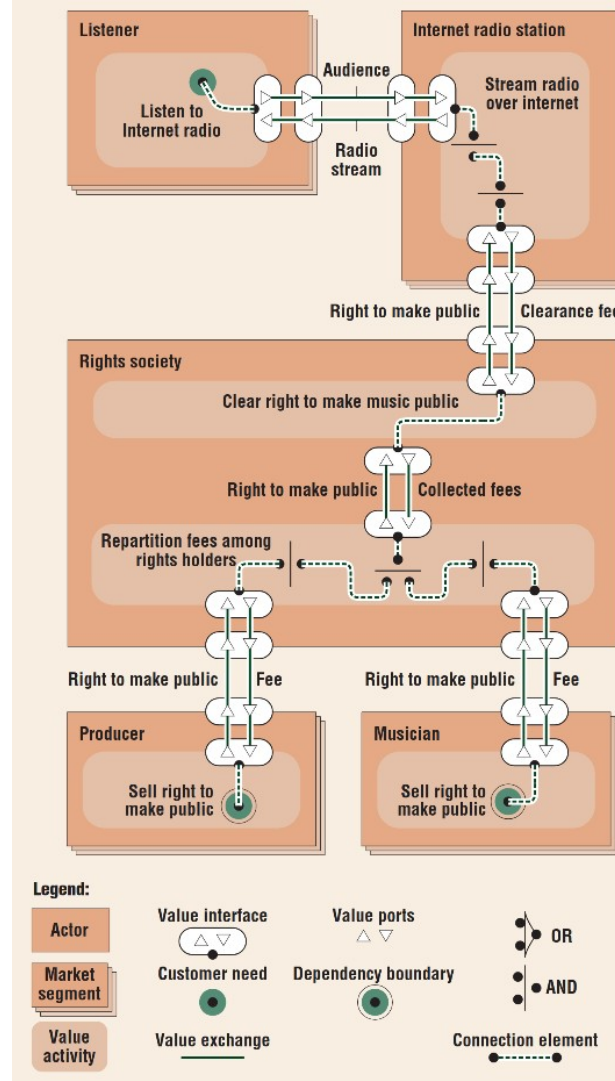 Listener
Internet radio station
Audience
Stream radio
over internet
Listen to
Internet radio
Radio
stream
Right to make public
Clearance fee
Rights society
Clear right to make music public
Right to make public
Collected fees
Repartition fees among
rights holders
Right to make public
Fee
Right to make public
Fee
Producer
Musician
Sell right to
make public
Sell right to
make public
Legend:
Actor
Value interface
Value ports
OR
Market
segment
Customer need
Dependency boundary
AND
Value
activity
Value exchange
Connection element